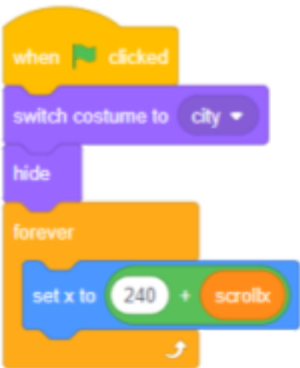 when clicked
switch costume to city
hide
forever
set x to 240 + scrollx